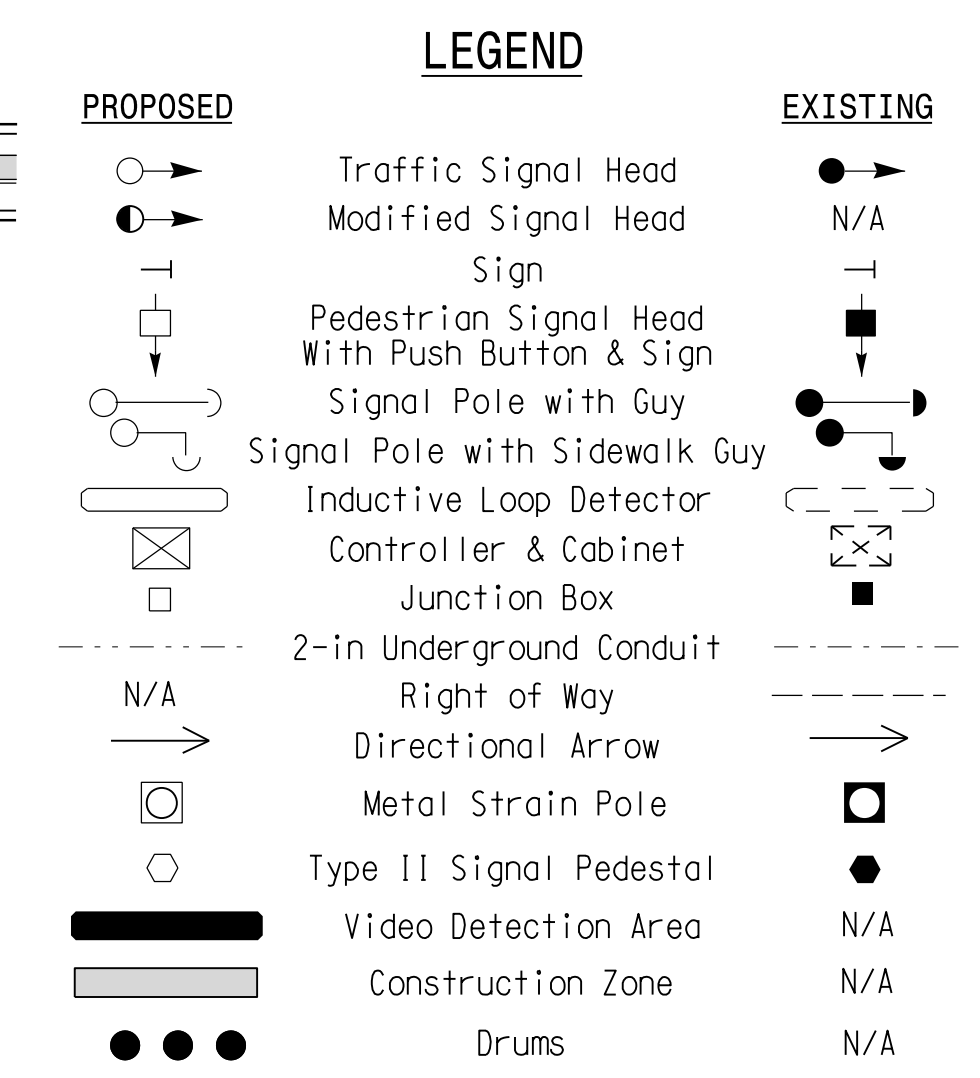 LEGEND
PROPOSED EXISTING
Traffic Signal Head
Modified Signal Head N/A
Sign
Pedestrian Signal Head
With Push Button & Sign
Signal Pole with Guy
Signal Pole with Sidewalk Guy
Inductive Loop Detector
Controller & Cabinet
Junction Box
2-in Underground Conduit
N/A Right of Way
Directional Arrow
Metal Strain Pole
Type II Signal Pedestal
Video Detection Area N/A
Construction Zone N/A
Drums N/A